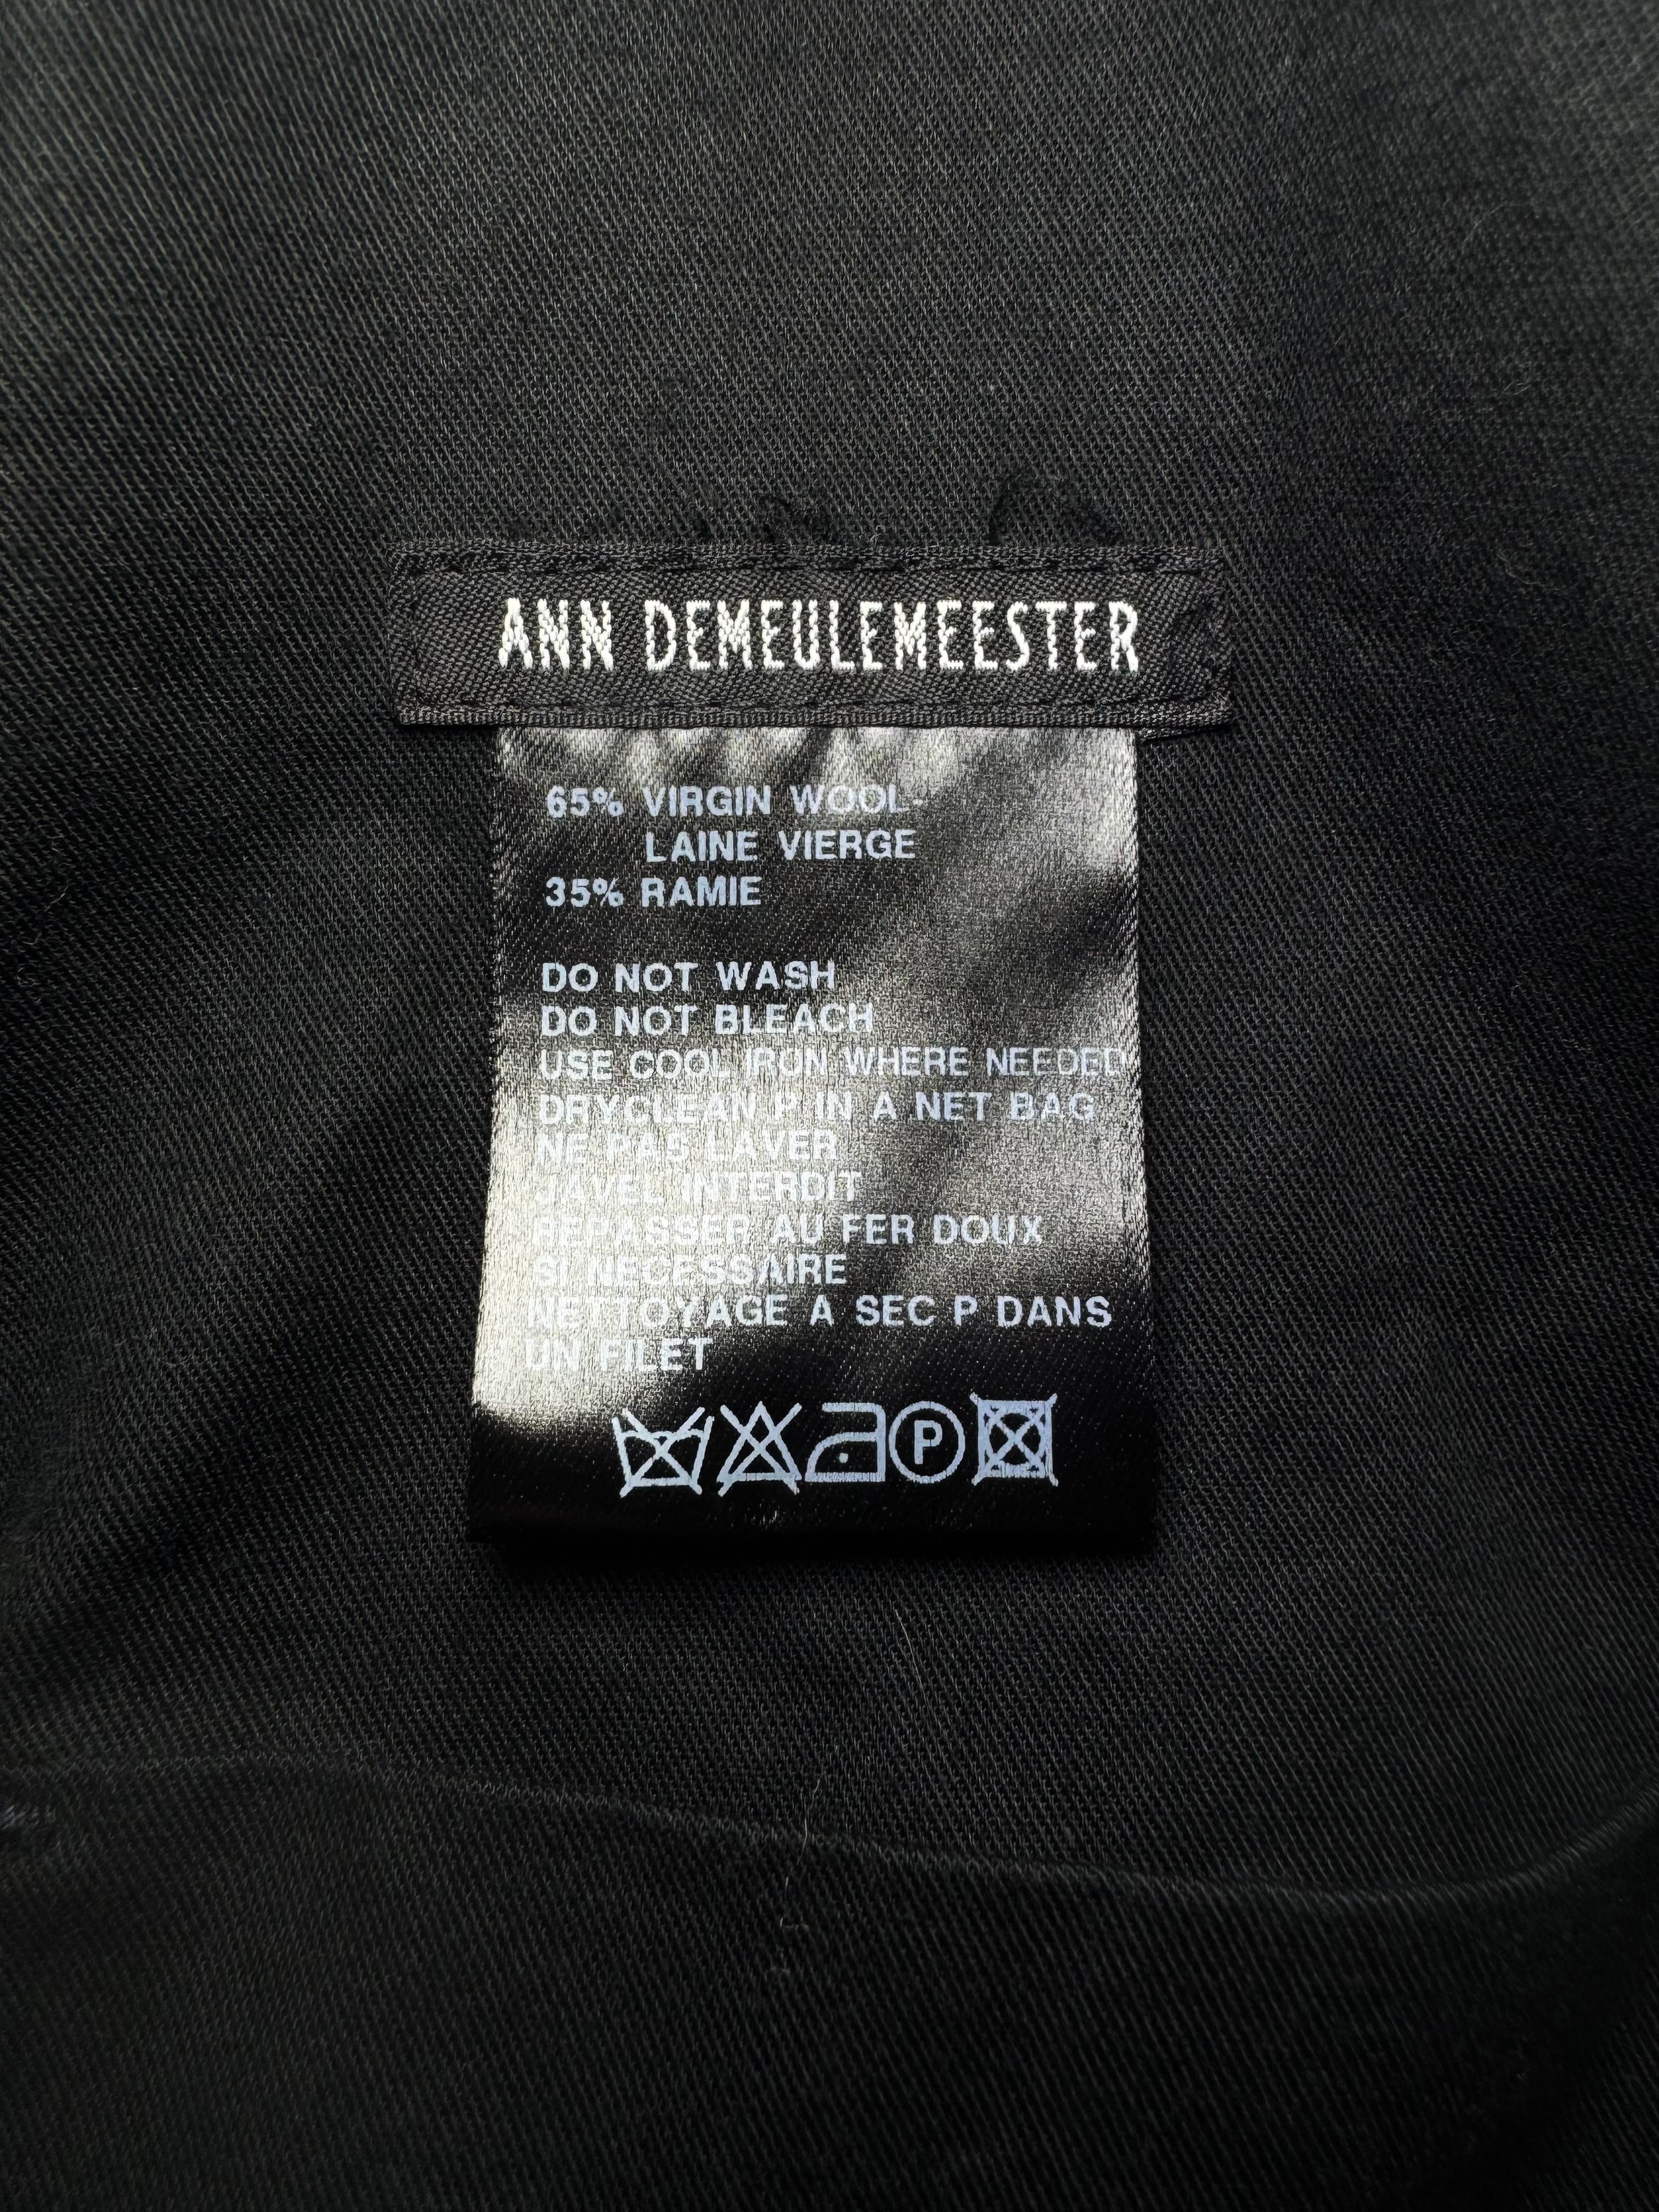 ANN DEMEULEMEESTER
65% VIRGIN WOOL-
LAINE VIERGE
35% RAMIE
DO NOT WASH
DO NOT BLEACH
USE COOL IRON WHERE NEEDED
DRYCLEAN P IN A NET BAG
NE PAS LAVER
JAVEL INTERDIT
REPASSER AU FER DOUX
SI NECESSAIRE
NETTOYAGE A SEC P DANS
UN FILET
P